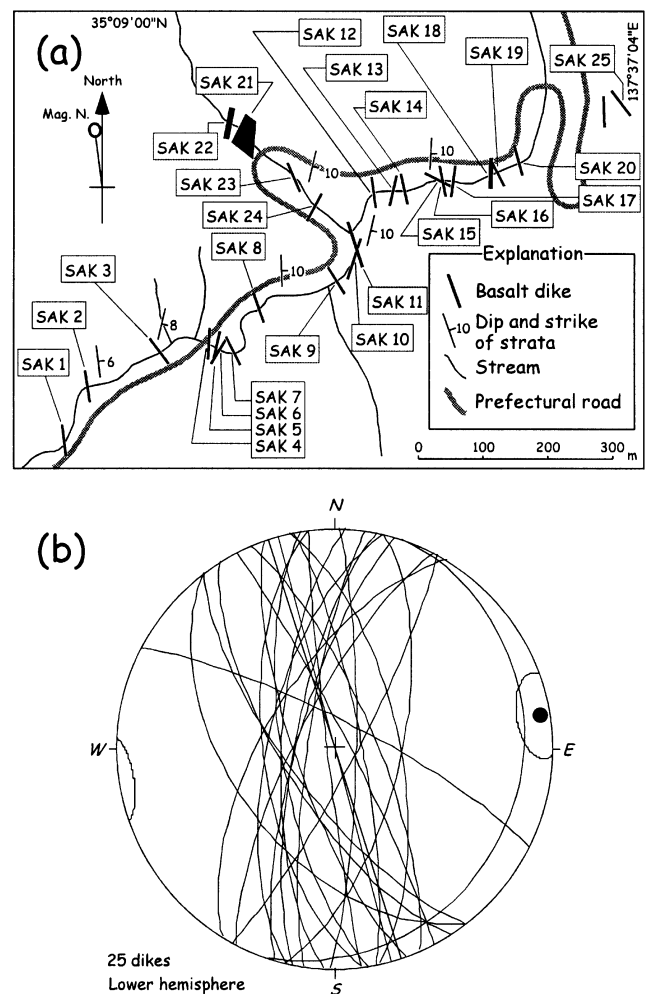 (a)
35°09'00"N
137°37'04"E
North
Mag. N.
SAK 12
SAK 18
SAK 13
SAK 19
SAK 25
SAK 21
SAK 14
SAK 22
10
10
SAK 20
SAK 23
SAK 17
SAK 24
SAK 16
10
SAK 15
SAK 8
SAK 3
10
SAK 11
SAK 2
8
SAK 10
SAK 9
SAK 1
6
SAK 7
SAK 6
SAK 5
SAK 4
Explanation
Basalt dike
10 Dip and strike
of strata
Stream
Prefectural road
0 100 200 300 m
(b)
N
W
E
S
25 dikes
Lower hemisphere